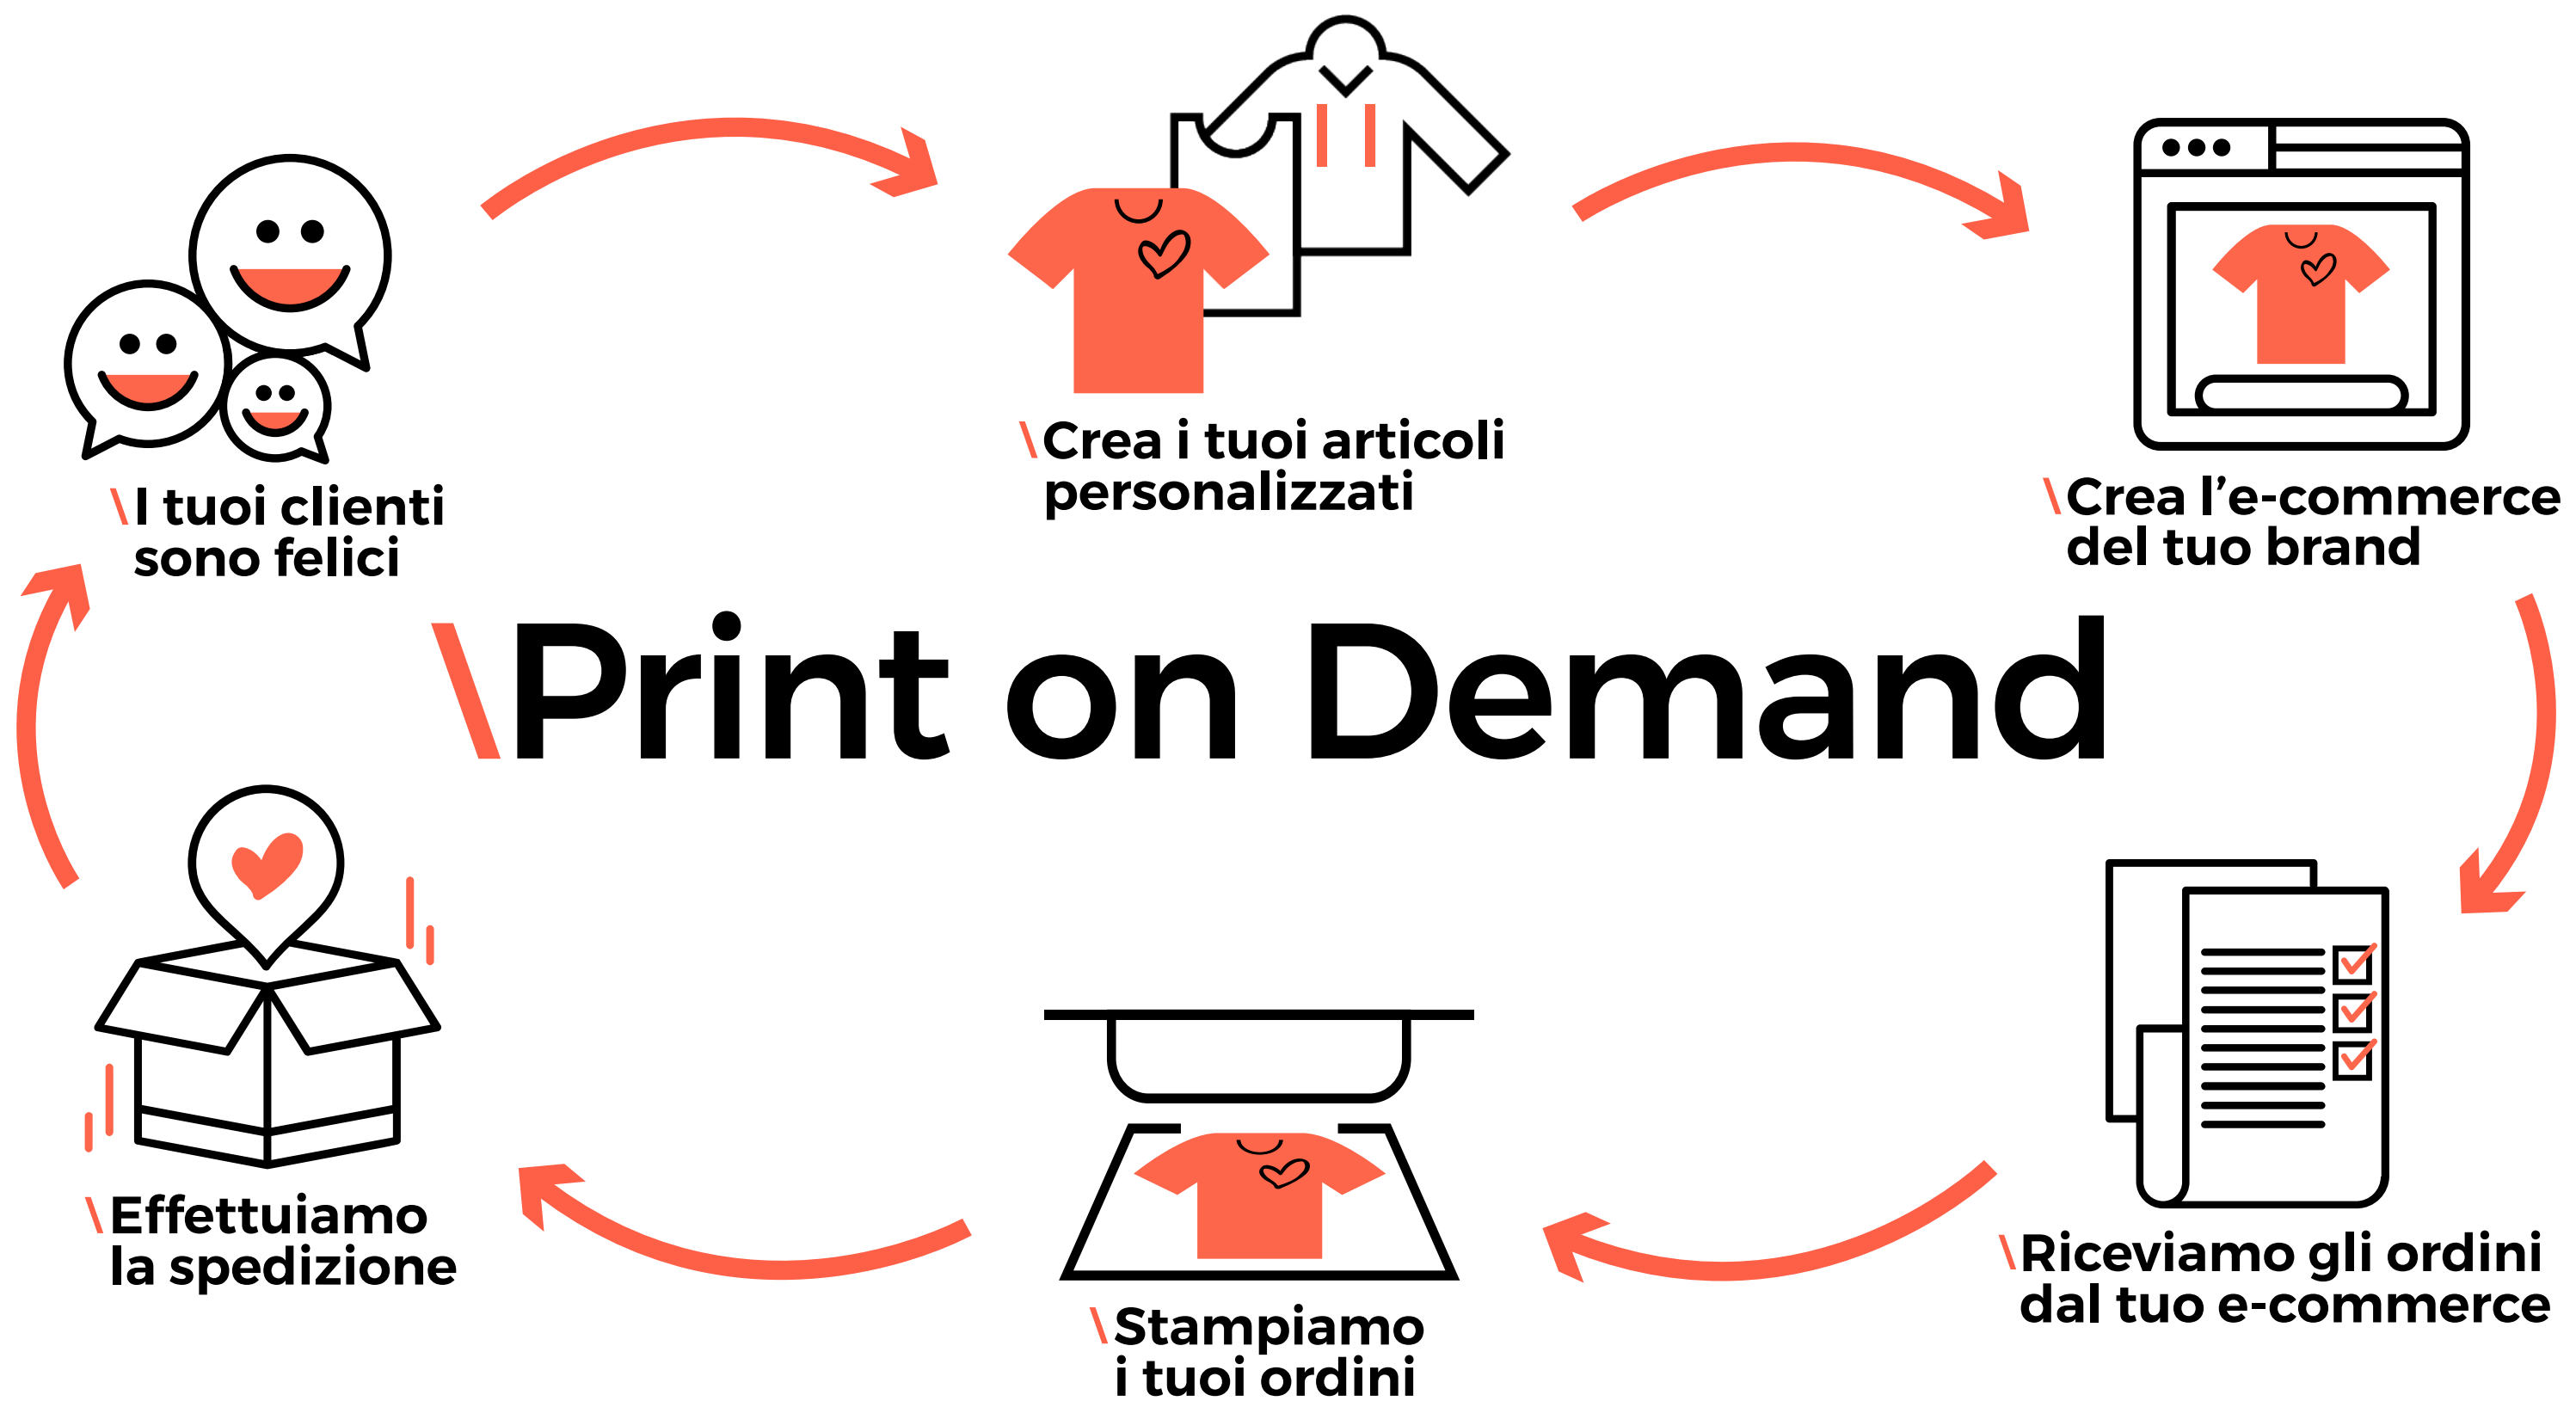 \Crea i tuoi articoli
personalizzati
\Crea l’e-commerce
del tuo brand
\I tuoi clienti
sono felici
\Print on Demand
\Riceviamo gli ordini
dal tuo e-commerce
\Stampiamo
i tuoi ordini
\Effettuiamo
la spedizione